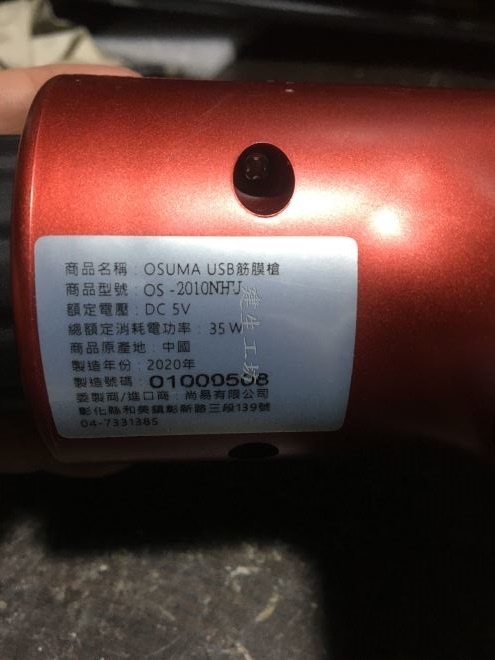 商品名稱：OSUMA USB筋膜槍
商品型號：OS-2010NHU
額定電壓：DC 5V
總額定消耗電功率：35W
商品原產地：中國
製造年份：2020年
製造號碼：01000508
委製商/進口商：尚易有限公司
彰化縣和美鎮彰新路三段139號
04-7331385